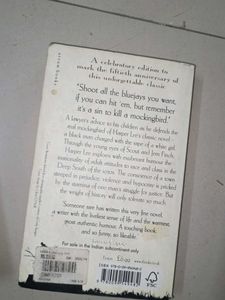 A celebratory edition to
mark the fiftieth anniversary of
this unforgettable classic
'Shoot all the bluejays you want,
if you can hit 'em, but remember
it's a sin to kill a mockingbird.'
A lawyer's advice to his children as he defends the
real mockingbird of Harper Lee's classic novel –
a black man charged with the rape of a white girl.
Through the young eyes of Scout and Jem Finch,
Harper Lee explores with exuberant humour the
irrationality of adult attitudes to race and class in the
Deep South of the 1930s. The conscience of a town
steeped in prejudice, violence and hypocrisy is pricked
by the stamina of one man's struggle for justice. But
the weight of history will only tolerate so much.
'Someone rare has written this very fine novel,
a writer with the liveliest sense of life and the warmest,
most authentic humour. A touching book;
and so funny, so likeable.'
For sale in the Indian subcontinent only
FSC